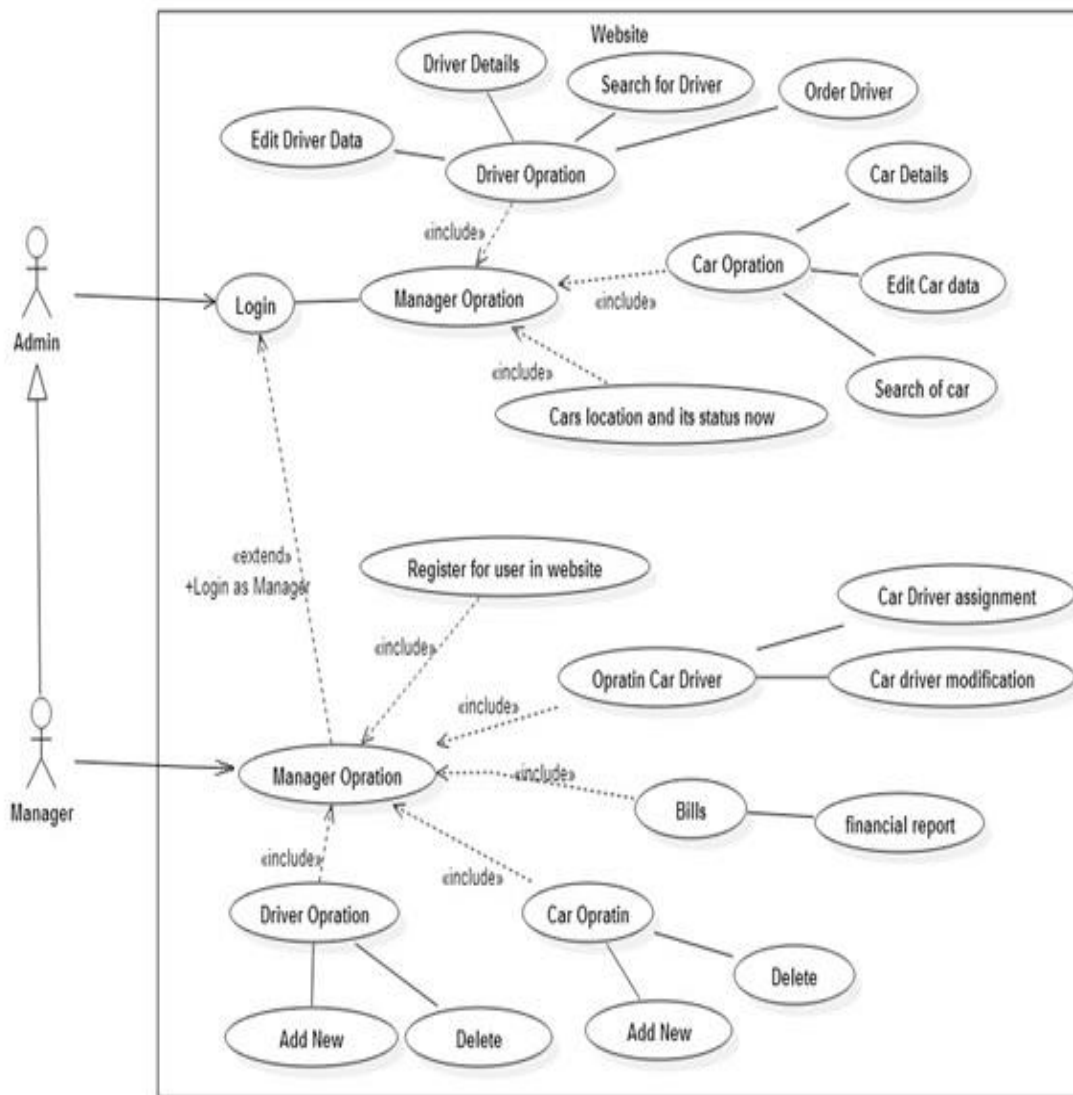 Website
Driver Details
Search for Driver
Order Driver
Edit Driver Data
Driver Opration
Car Details
«include»
Car Opration
Admin
Login
Manager Opration
«include»
Edit Car data
«include»
Search of car
Cars location and its status now
«extend»
+Login as Manager
Register for user in website
Car Driver assignment
«include»
Opratin Car Driver
Car driver modification
«include»
Manager
Manager Opration
«include»
Bills
financial report
«include»
«include»
Driver Opration
Car Opratin
Delete
Add New
Delete
Add New